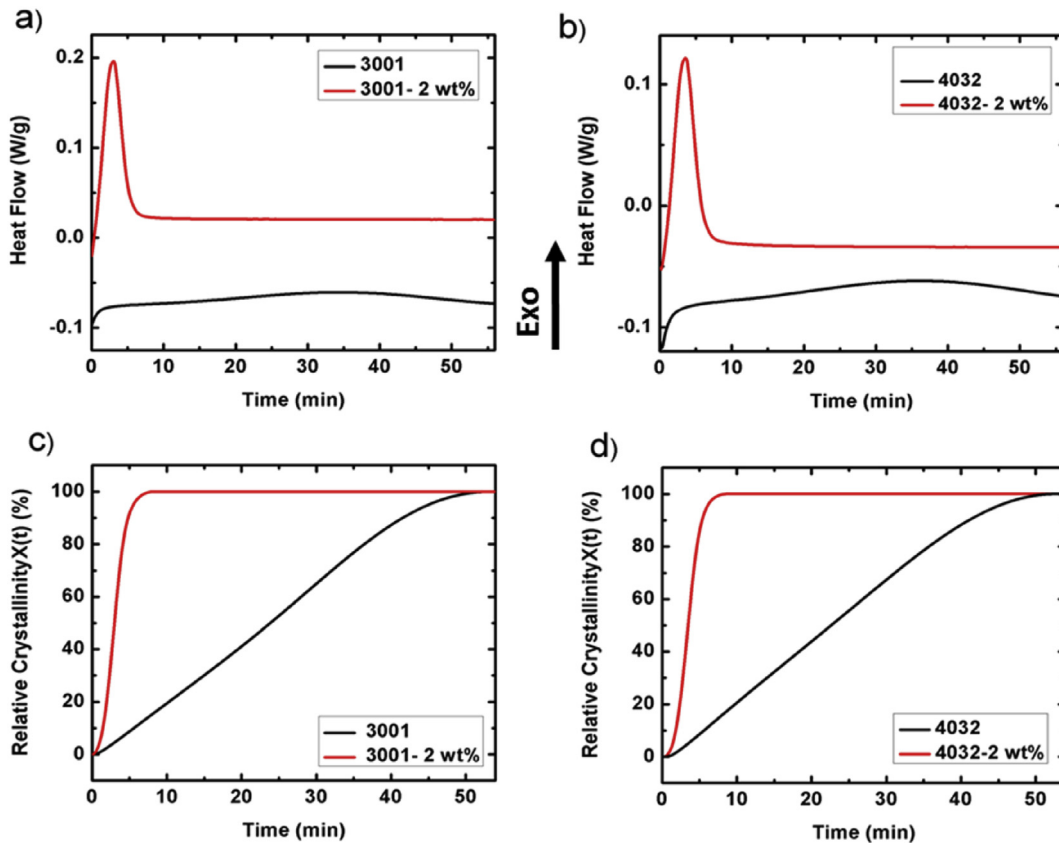 a)
3001
3001- 2 wt%
0.2
0.1
0.0
-0.1
Heat Flow (W/g)
0 10 20 30 40 50
Time (min)
b)
4032
4032- 2 wt%
0.1
0.0
-0.1
Heat Flow (W/g)
Exo
0 10 20 30 40 50
Time (min)
c)
100
80
60
40
20
0
Relative CrystallinityX(t) (%)
3001
3001- 2 wt%
0 10 20 30 40 50
Time (min)
d)
100
80
60
40
20
0
Relative CrystallinityX(t) (%)
4032
4032-2 wt%
0 10 20 30 40 50
Time (min)